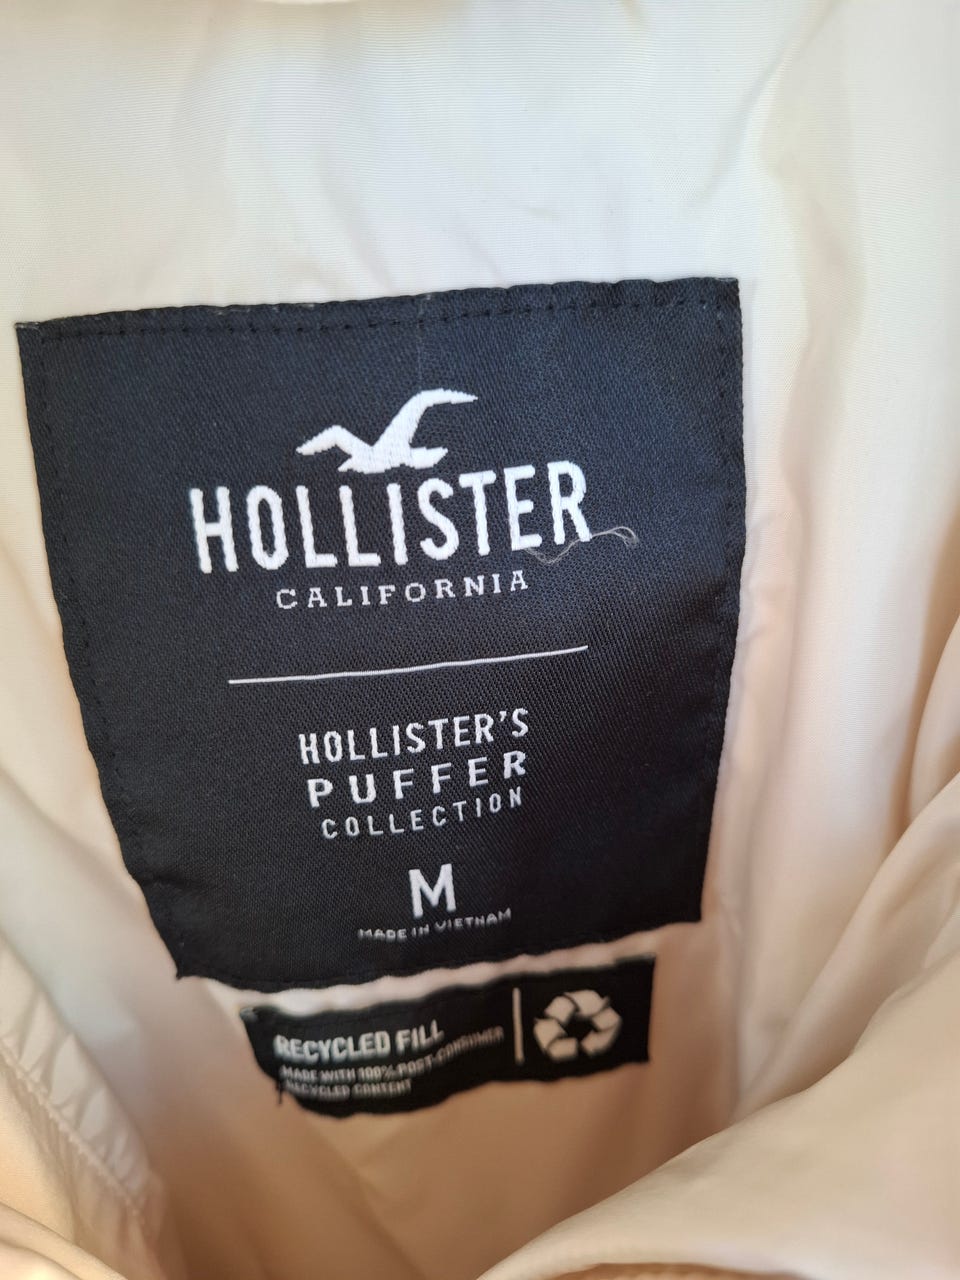 HOLLISTER
CALIFORNIA
HOLLISTER'S
PUFFER
COLLECTION
M
MADE IN VIETNAM
RECYCLED FILL
MADE WITH 100% POST-CONSUMER
RECYCLED CONTENT